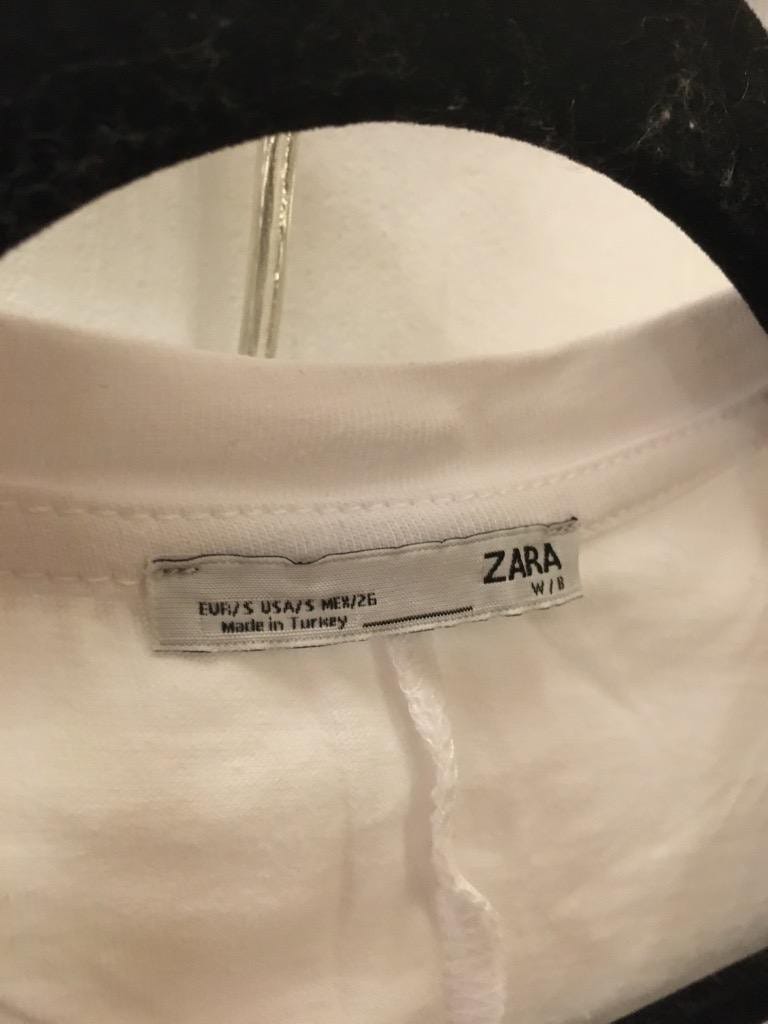 ZARA
W/B
EUR/S USA/S MEX/26
Made in Turkey